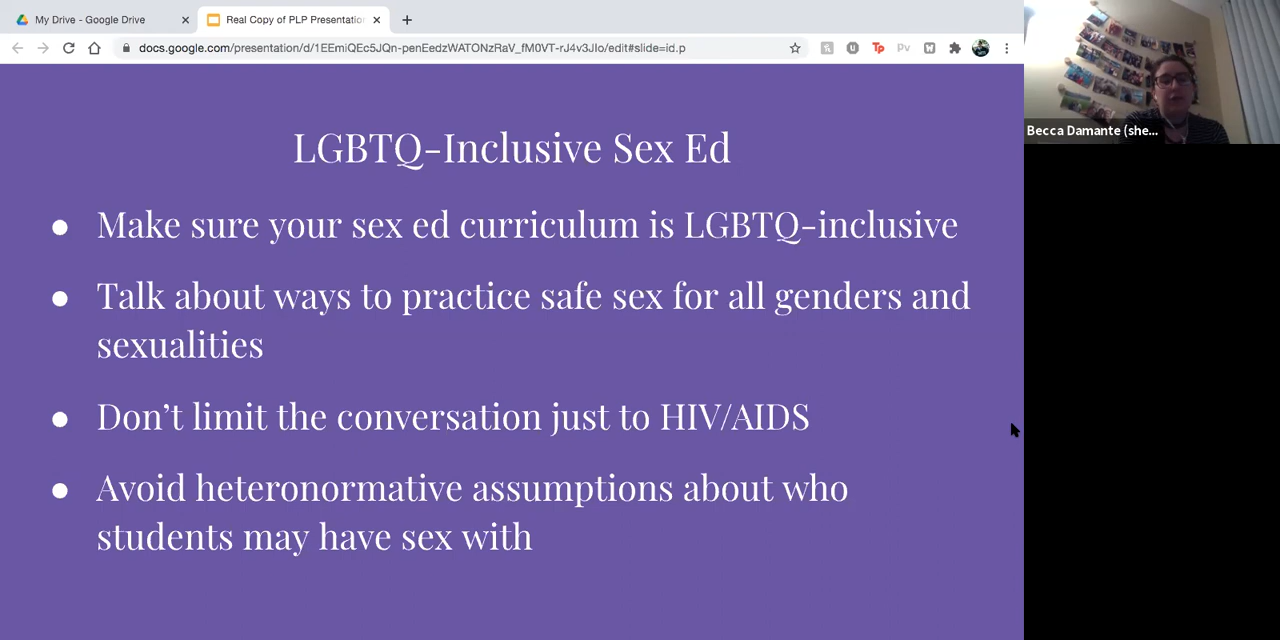 My Drive - Google Drive
Real Copy of PLP Presentation
docs.google.com/presentation/d/1EEmiQEc5JQn-penEedzWATONzRaV_fM0VT-rJ4v3JIo/edit#slide=id.p
Tp
Pv
Becca Damante (she...
LGBTQ-Inclusive Sex Ed
● Make sure your sex ed curriculum is LGBTQ-inclusive
● Talk about ways to practice safe sex for all genders and
sexualities
● Don't limit the conversation just to HIV/AIDS
● Avoid heteronormative assumptions about who
students may have sex with